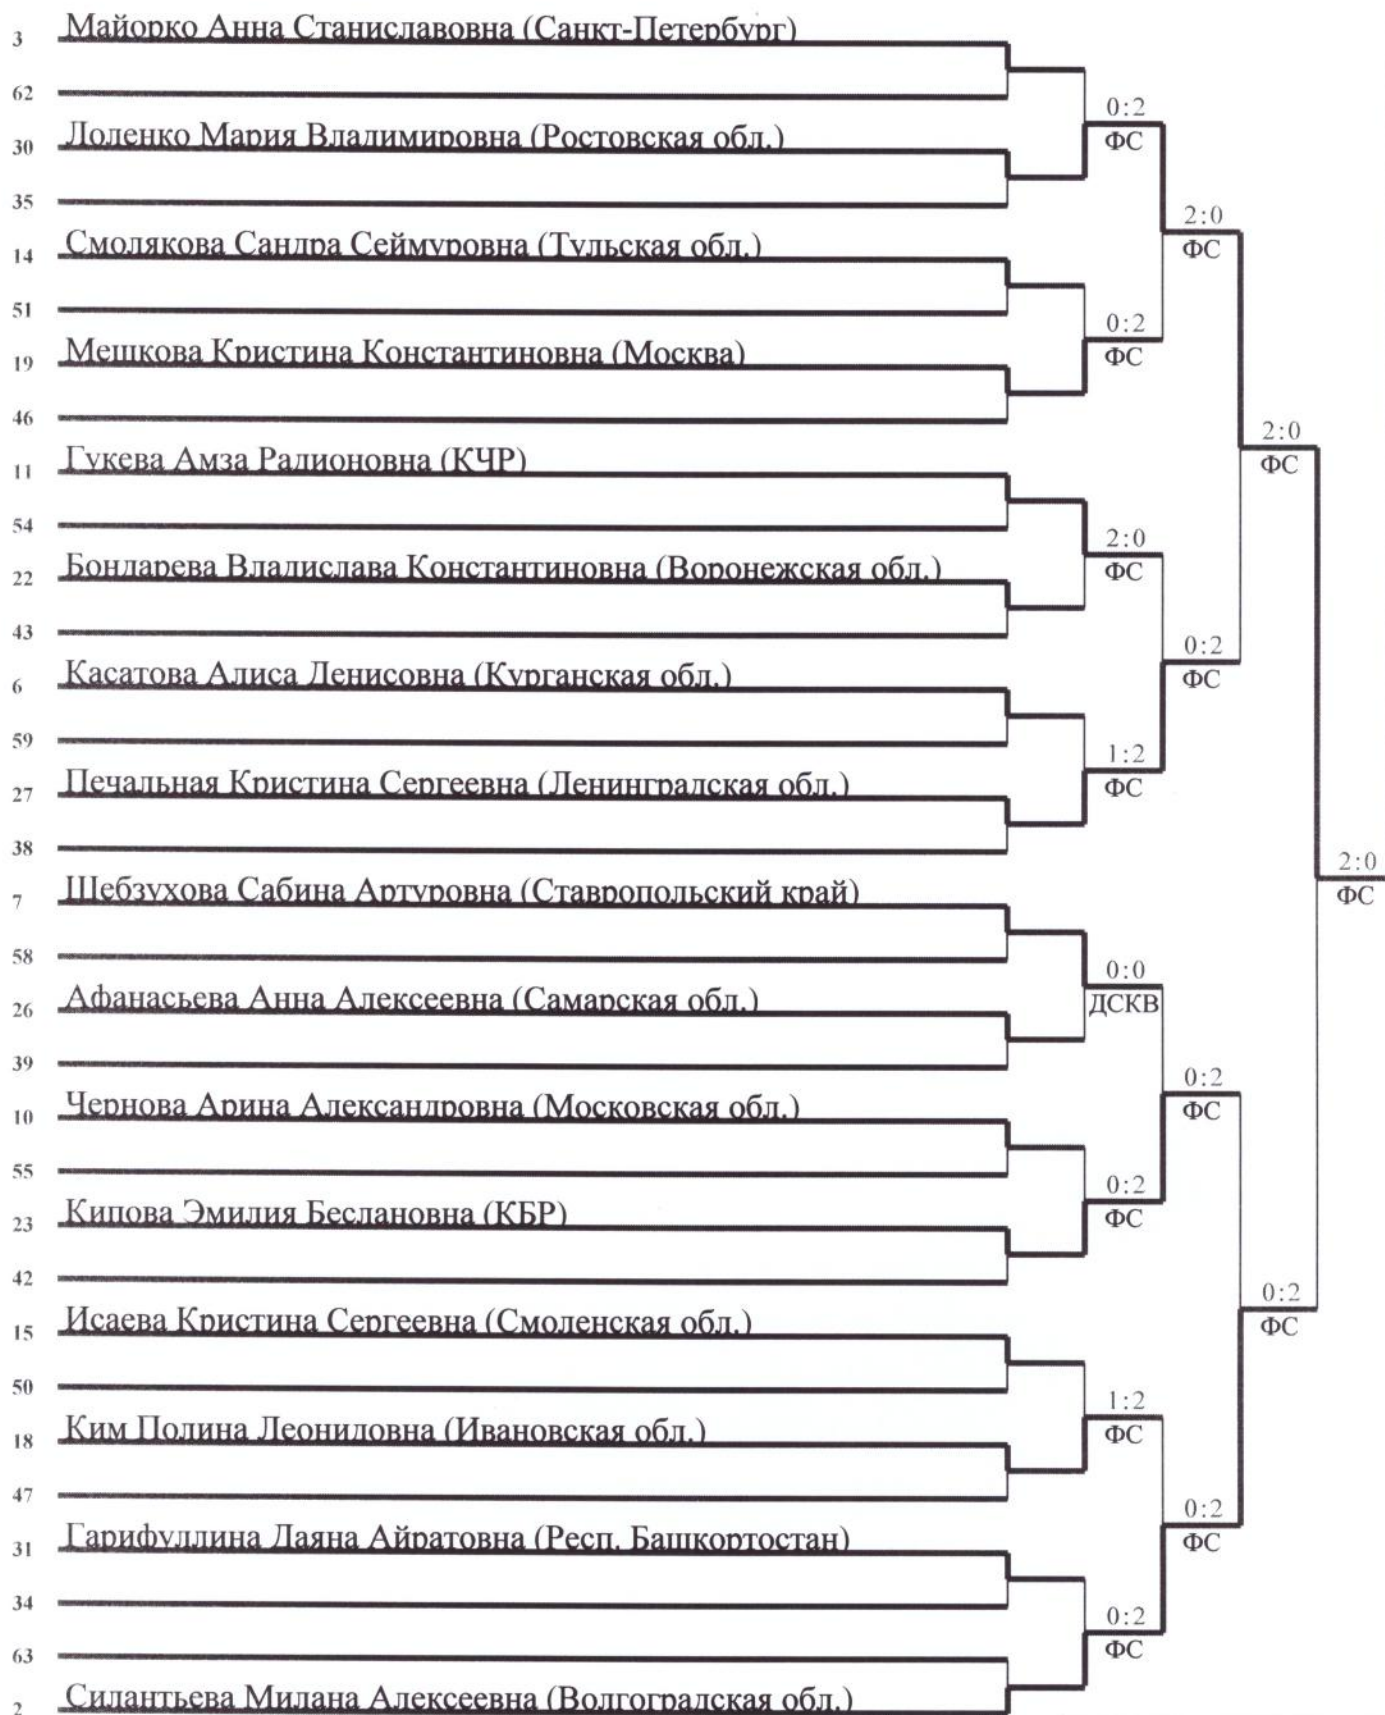 3 Майорко Анна Станиславовна (Санкт-Петербург)
62
0:2
30 Лоленко Мария Владимировна (Ростовская обл.)
ФС
35
2:0
14 Смолякова Сандра Сеймуровна (Тульская обл.)
ФС
51
0:2
19 Мешкова Кристина Константиновна (Москва)
ФС
46
2:0
11 Гукева Амза Радионовна (КЧР)
ФС
54
2:0
22 Бондарева Владислава Константиновна (Воронежская обл.)
ФС
43
0:2
6 Касатова Алиса Денисовна (Курганская обл.)
ФС
59
1:2
27 Печальная Кристина Сергеевна (Ленинградская обл.)
ФС
38
2:0
7 Шебзухова Сабина Артуровна (Ставропольский край)
ФС
58
0:0
26 Афанасьева Анна Алексеевна (Самарская обл.)
ДСКВ
39
0:2
10 Чернова Арина Александровна (Московская обл.)
ФС
55
0:2
23 Кипова Эмилия Беслановна (КБР)
ФС
42
0:2
15 Исаева Кристина Сергеевна (Смоленская обл.)
ФС
50
1:2
18 Ким Полина Леонидовна (Ивановская обл.)
ФС
47
0:2
31 Гарифуллина Даяна Айратовна (Респ. Башкортостан)
ФС
34
0:2
63
ФС
2 Силантьева Милана Алексеевна (Волгоградская обл.)